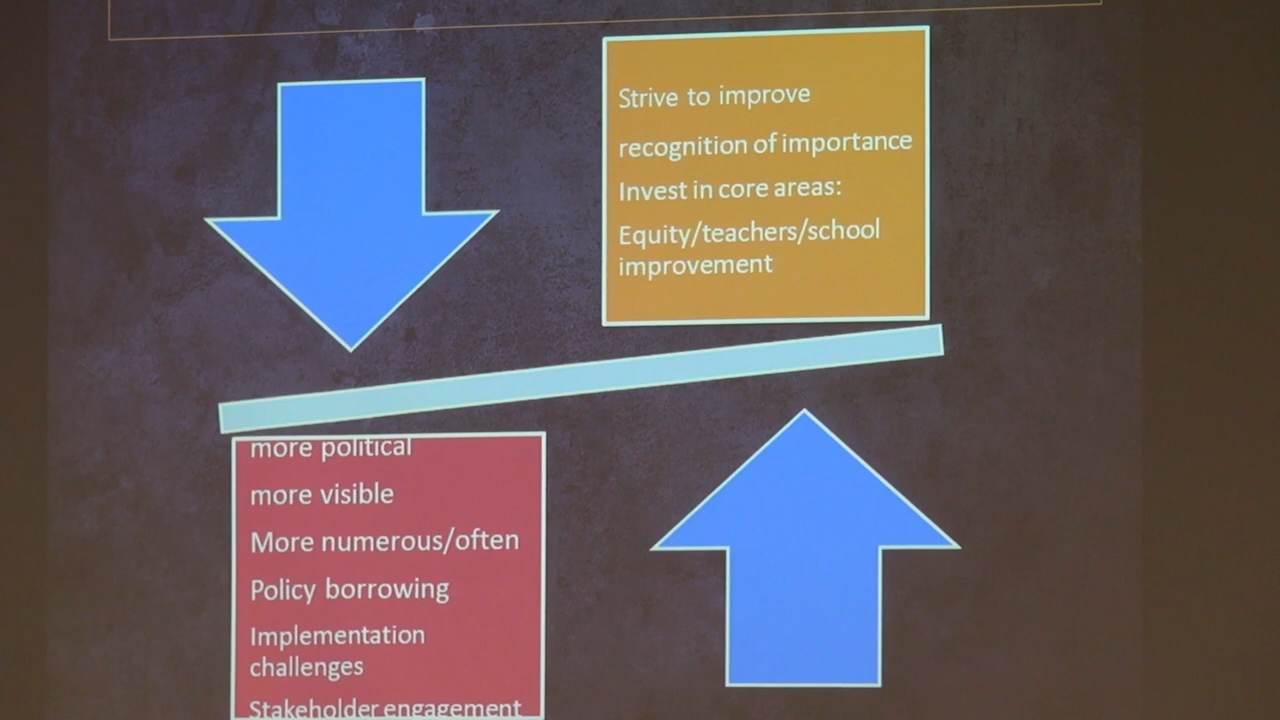 Strive to improve
recognition of importance
Invest in core areas:
Equity/teachers/school
improvement
more political
more visible
More numerous/often
Policy borrowing
Implementation
challenges
Stakeholder engagement